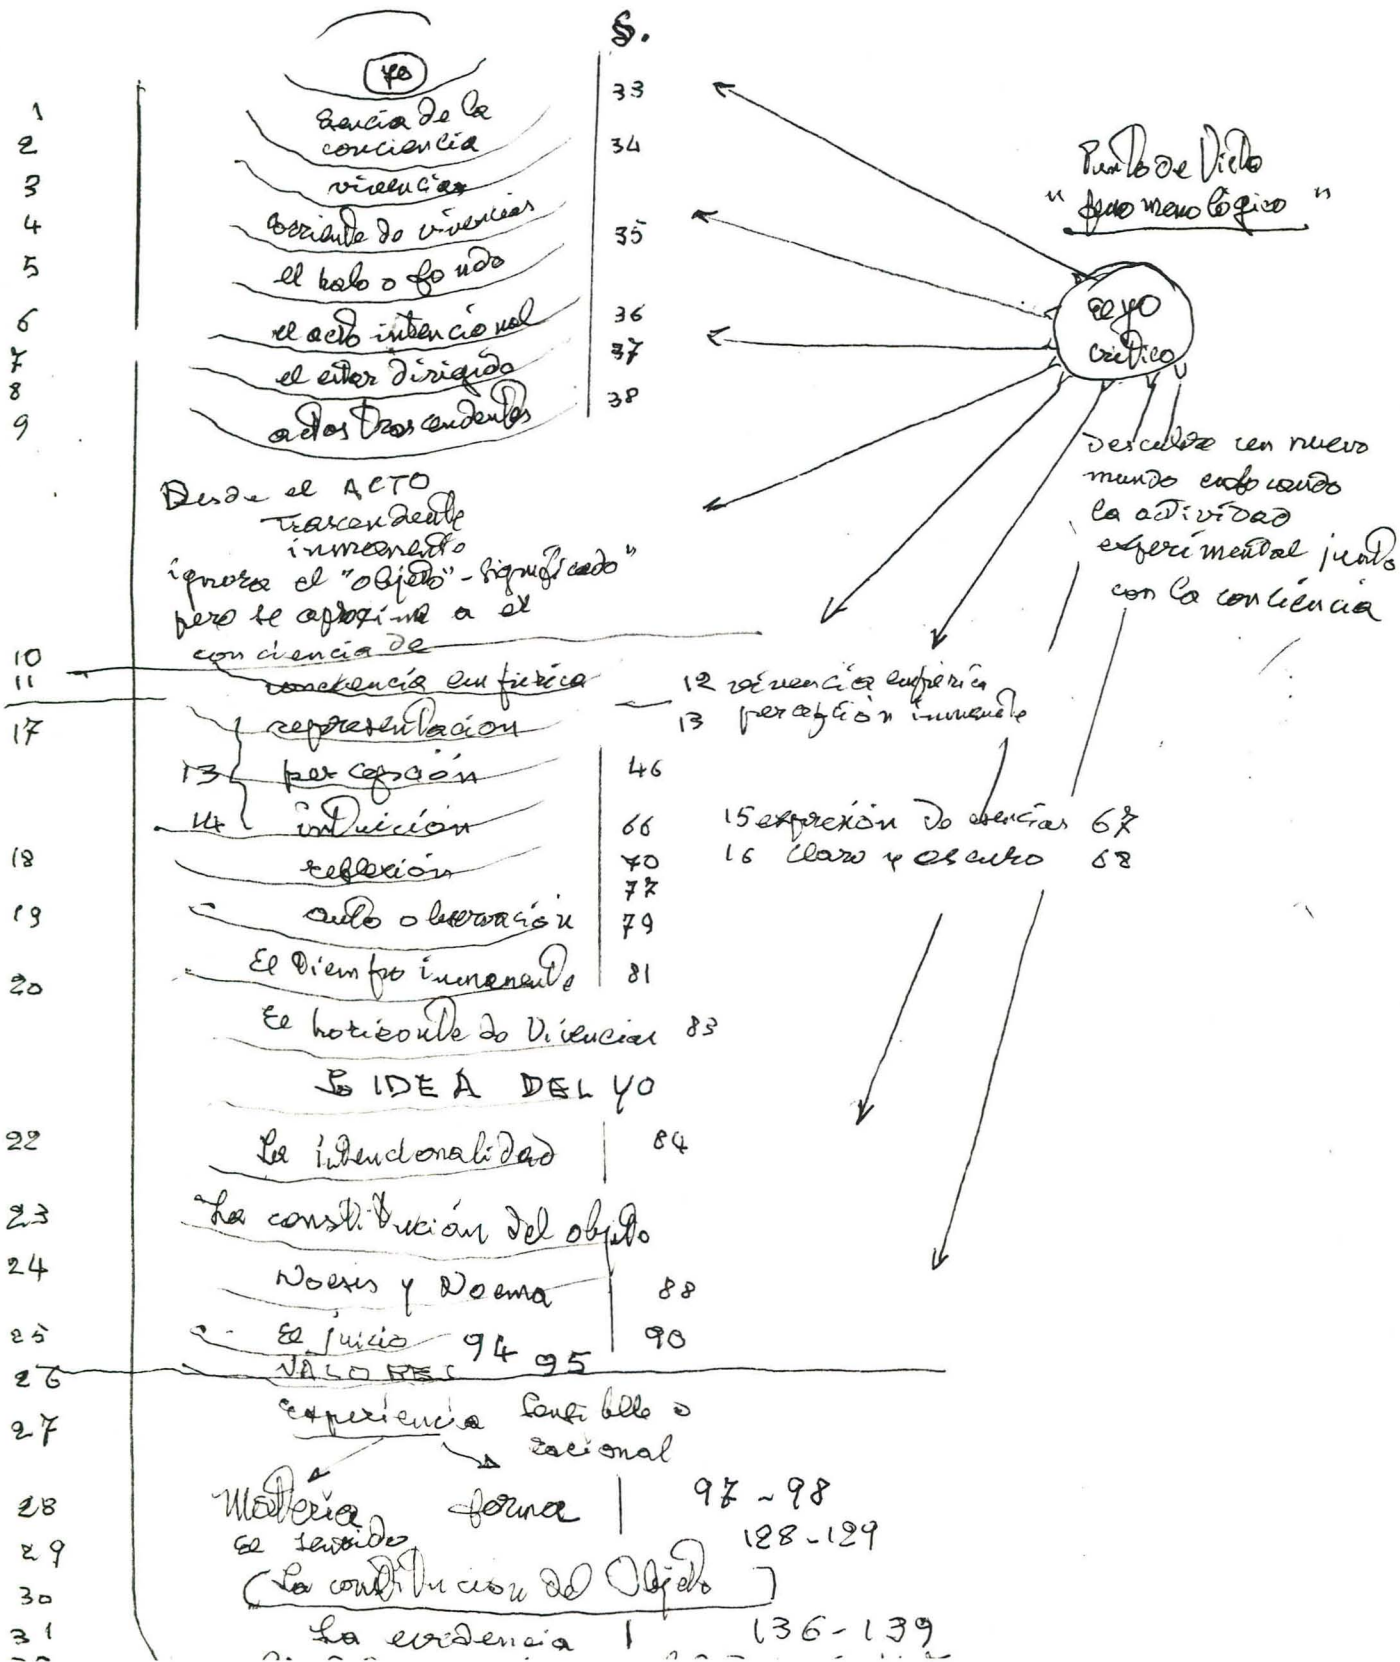 §.
yo
33
1
Esencia de la
2
conciencia
34
3
vivencias
4
corriente de vivencias
35
5
el halo o fondo
6
el acto intencional
36
7
el estar dirigido
37
8
9
actos trascendentes
38
Punto de Vista
"fenomenológico"
el yo
crítico
Descubre un nuevo
mundo enfocando
la actividad
experimental junto
con la conciencia
Desde el ACTO
trascendente
inmanente
ignora el "objeto"-significado"
pero se aproxima a el
10
conciencia de
11
conciencia empírica
12 vivencia empírica
13 percepción inmanente
17
representación
13 percepción 46
14 intuición 66
15 expresión de esencias 67
16 claro y oscuro 68
18
reflexión 70
77
19
auto observación 79
20
El tiempo inmanente 81
El horizonte de Vivencias 83
La IDEA DEL YO
22
La intencionalidad 84
23
La constitución del objeto
24
Noesis y Noema 88
25
El juicio 94 90
26
VALORES 95
27
experiencia sensible o
racional
28
Materia forma 97-98
29
El sentido 128-129
30
(La constitución del Objeto]
31
La evidencia 136-139